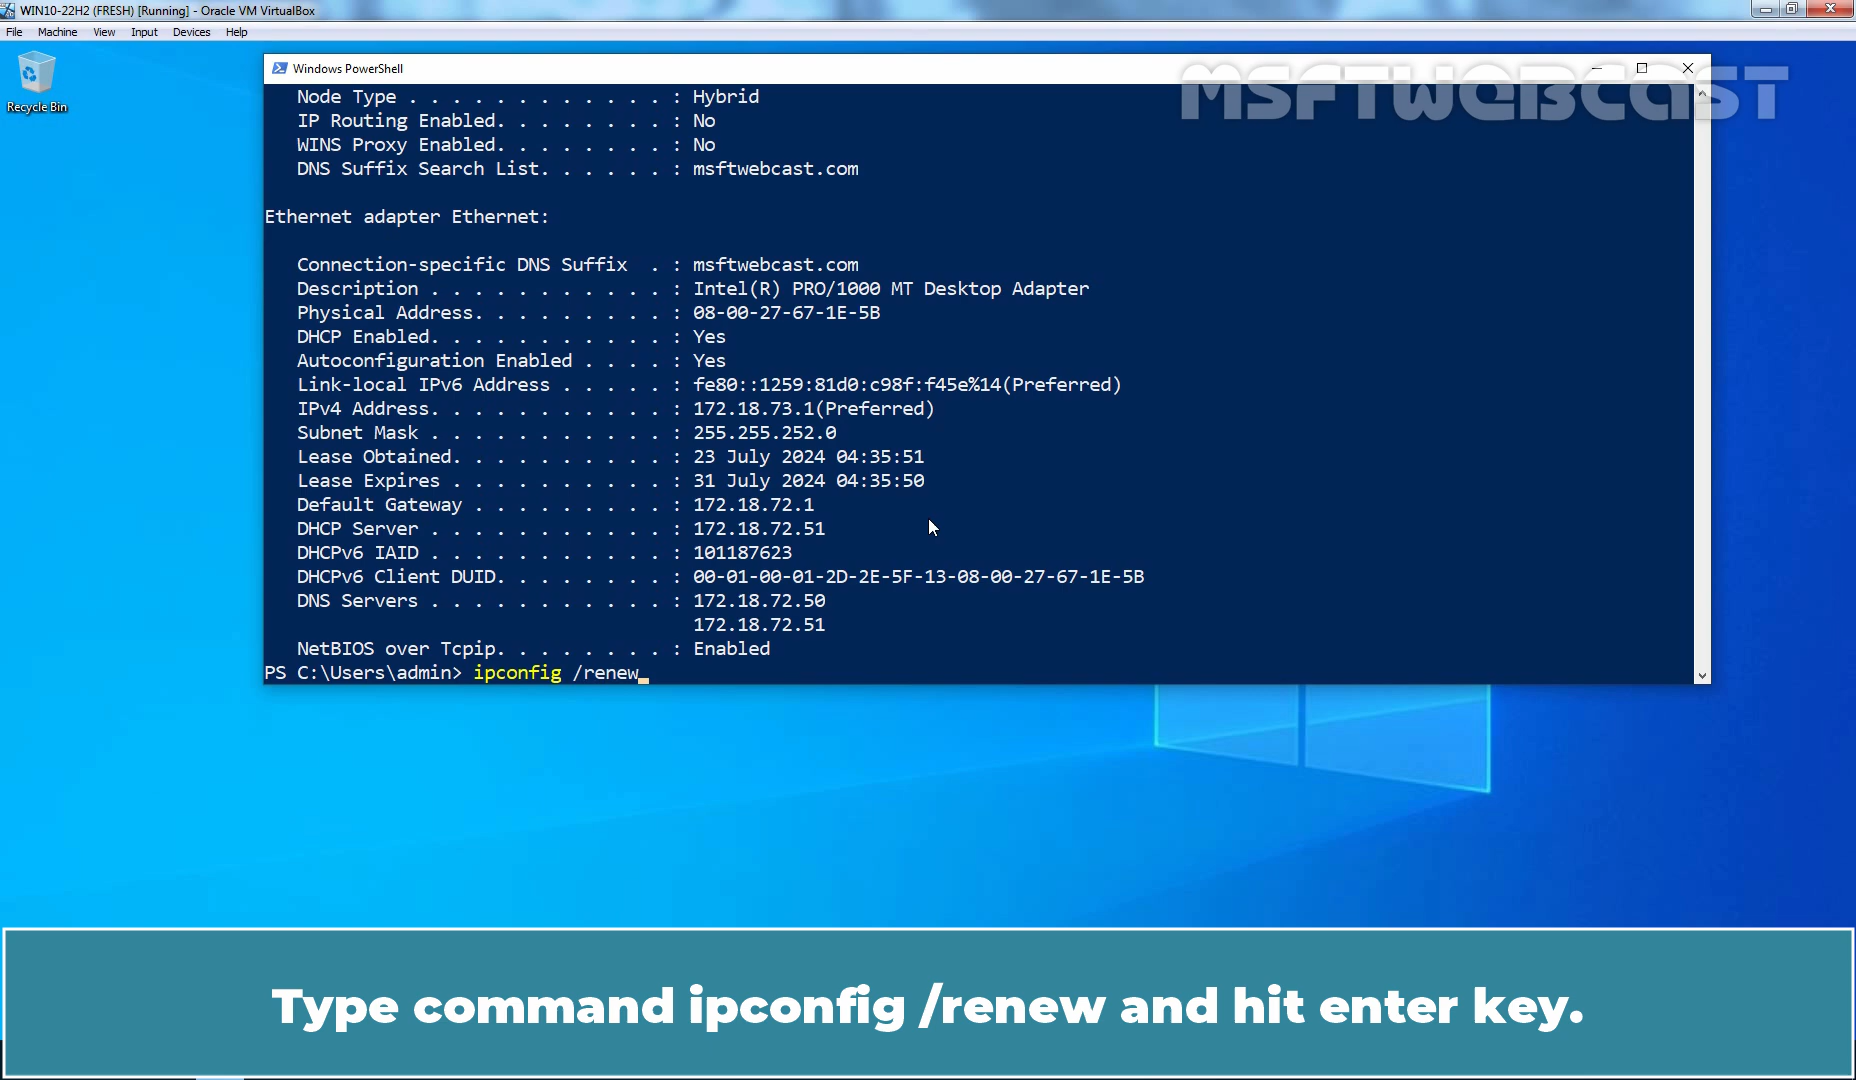 WIN10-22H2 (FRESH) [Running] - Oracle VM VirtualBox
File Machine View Input Devices Help
Recycle Bin
Windows PowerShell
MSFTWEBCAST
Node Type . . . . . . . . . . . . : Hybrid
IP Routing Enabled. . . . . . . . : No
WINS Proxy Enabled. . . . . . . . : No
DNS Suffix Search List. . . . . . : msftwebcast.com
Ethernet adapter Ethernet:
Connection-specific DNS Suffix  . : msftwebcast.com
Description . . . . . . . . . . . : Intel(R) PRO/1000 MT Desktop Adapter
Physical Address. . . . . . . . . : 08-00-27-67-1E-5B
DHCP Enabled. . . . . . . . . . . : Yes
Autoconfiguration Enabled . . . . : Yes
Link-local IPv6 Address . . . . . : fe80::1259:81d0:c98f:f45e%14(Preferred)
IPv4 Address. . . . . . . . . . . : 172.18.73.1(Preferred)
Subnet Mask . . . . . . . . . . . : 255.255.252.0
Lease Obtained. . . . . . . . . . : 23 July 2024 04:35:51
Lease Expires . . . . . . . . . . : 31 July 2024 04:35:50
Default Gateway . . . . . . . . . : 172.18.72.1
DHCP Server . . . . . . . . . . . : 172.18.72.51
DHCPv6 IAID . . . . . . . . . . . : 101187623
DHCPv6 Client DUID. . . . . . . . : 00-01-00-01-2D-2E-5F-13-08-00-27-67-1E-5B
DNS Servers . . . . . . . . . . . : 172.18.72.50
172.18.72.51
NetBIOS over Tcpip. . . . . . . . : Enabled
PS C:\Users\admin> ipconfig /renew
Type command ipconfig /renew and hit enter key.